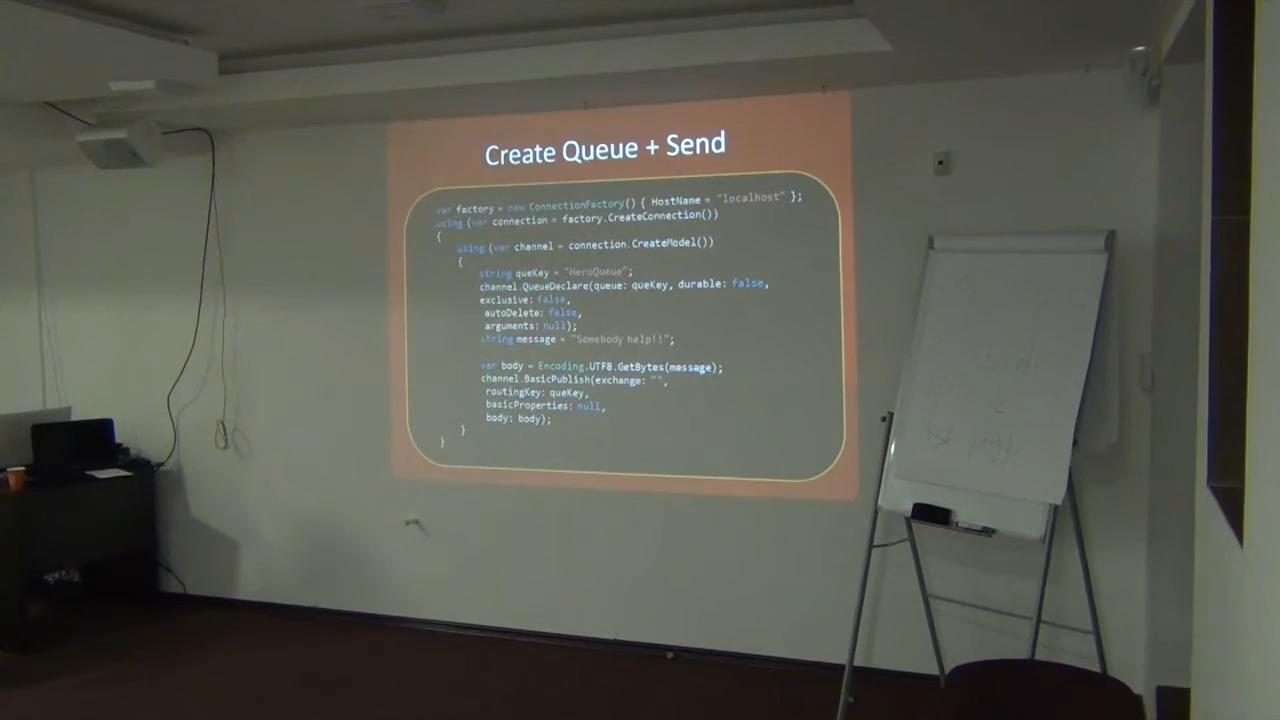 Create Queue + Send
var factory = new ConnectionFactory() { HostName = "localhost" };
using (var connection = factory.CreateConnection())
{
using (var channel = connection.CreateModel())
{
string queKey = "HeroQueue";
channel.QueueDeclare(queue: queKey, durable: false,
exclusive: false,
autoDelete: false,
arguments: null);
string message = "Somebody help!!";
var body = Encoding.UTF8.GetBytes(message);
channel.BasicPublish(exchange: "",
routingKey: queKey,
basicProperties: null,
body: body);
}
}